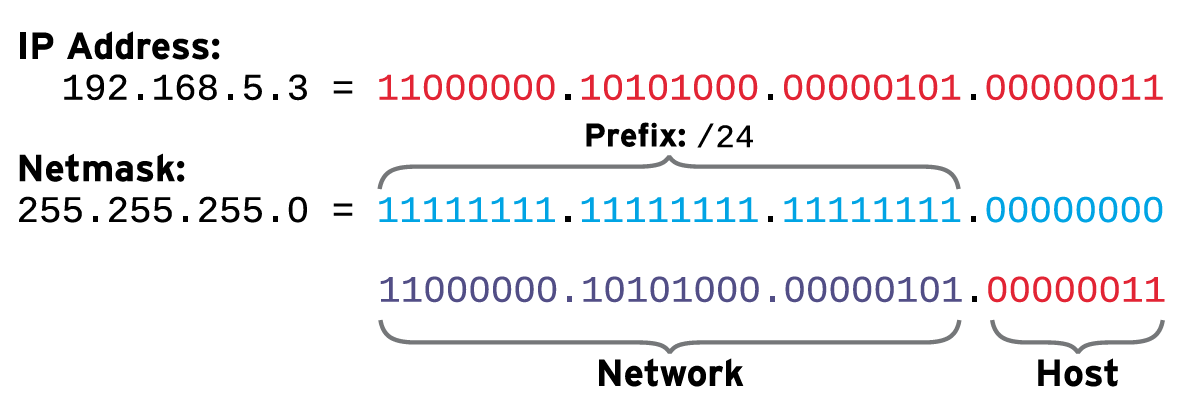 IP Address:
192.168.5.3 = 11000000.10101000.00000101.00000011
Prefix: /24
Netmask:
255.255.255.0 = 11111111.11111111.11111111.00000000
11000000.10101000.00000101.00000011
Network Host